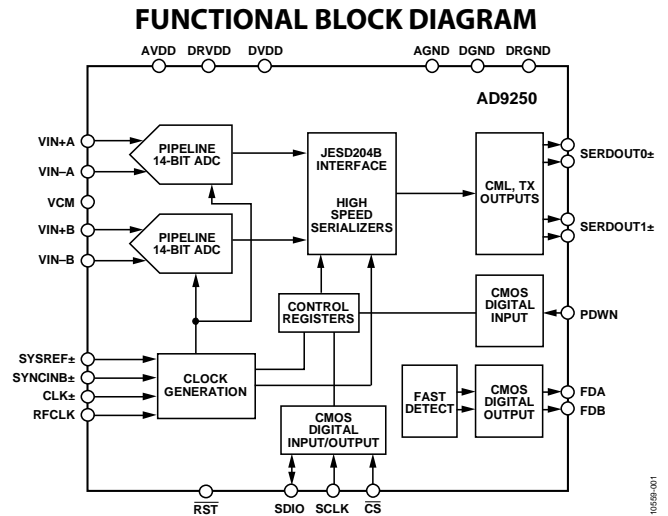 FUNCTIONAL BLOCK DIAGRAM
AVDD DRVDD DVDD AGND DGND DRGND
AD9250
VIN+A
VIN–A
VCM
VIN+B
VIN–B
PIPELINE
14-BIT ADC
PIPELINE
14-BIT ADC
JESD204B
INTERFACE
HIGH
SPEED
SERIALIZERS
CML, TX
OUTPUTS
SERDOUT0±
SERDOUT1±
CONTROL
REGISTERS
CMOS
DIGITAL
INPUT
PDWN
SYSREF±
SYNCINB±
CLK±
RFCLK
CLOCK
GENERATION
CMOS
DIGITAL
INPUT/OUTPUT
FAST
DETECT
CMOS
DIGITAL
OUTPUT
FDA
FDB
RST SDIO SCLK CS
10559-001